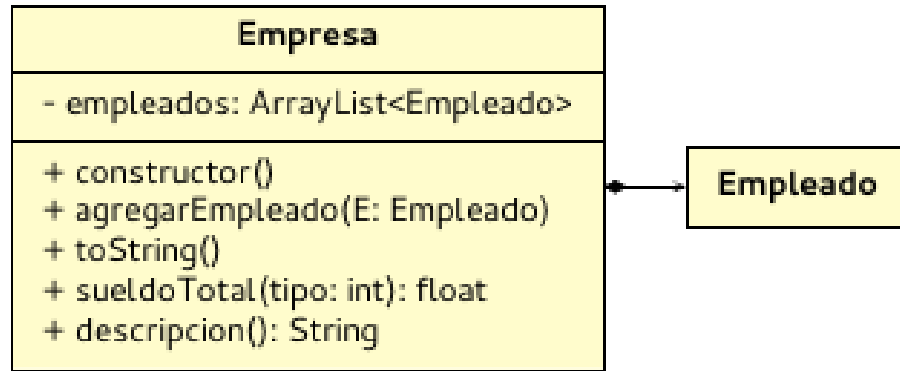 Empresa
- empleados: ArrayList<Empleado>
+ constructor()
+ agregarEmpleado(E: Empleado)
+ toString()
+ sueldoTotal(tipo: int): float
+ descripcion(): String
Empleado